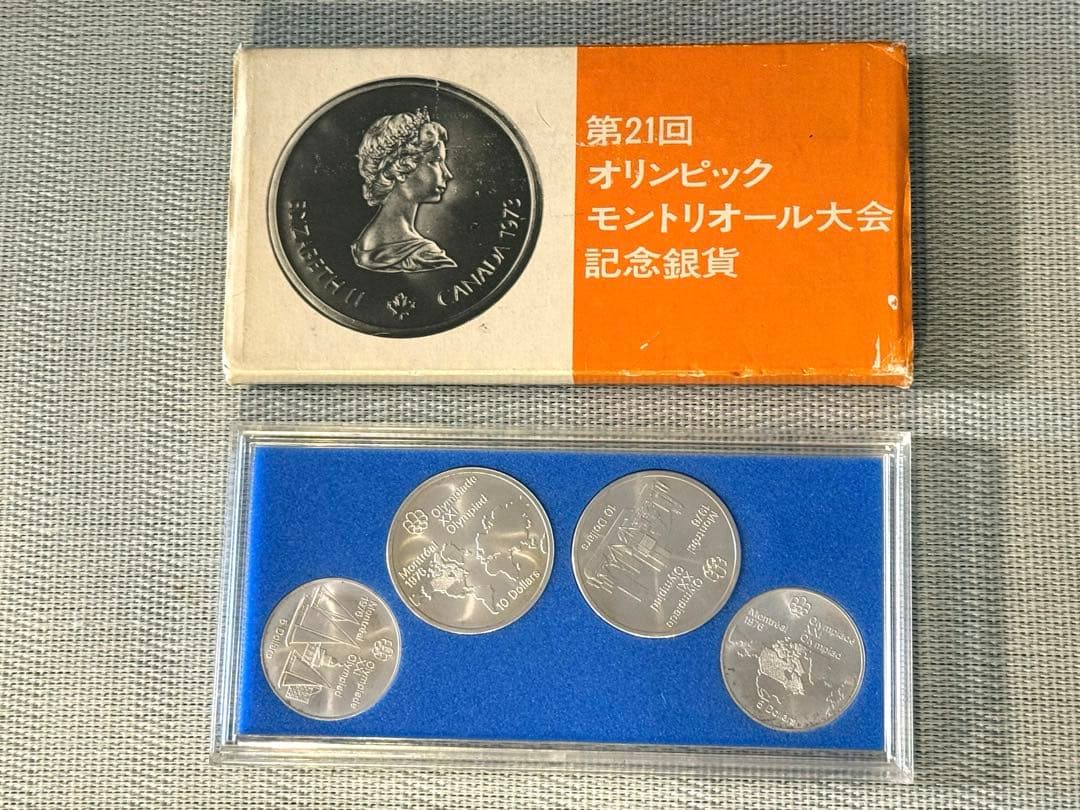 第21回
オリンピック
モントリオール大会
記念銀貨
ELIZABETH II
CANADA 1973
Montréal
1976
Olympiade
XXI
Olympiad
5 Dollars
Montréal
1976
Olympiade
XXI
Olympiad
10 Dollars
Montréal
1976
Olympiade
XXI
Olympiad
10 Dollars
Montréal
1976
Olympiade
XXI
Olympiad
5 Dollars